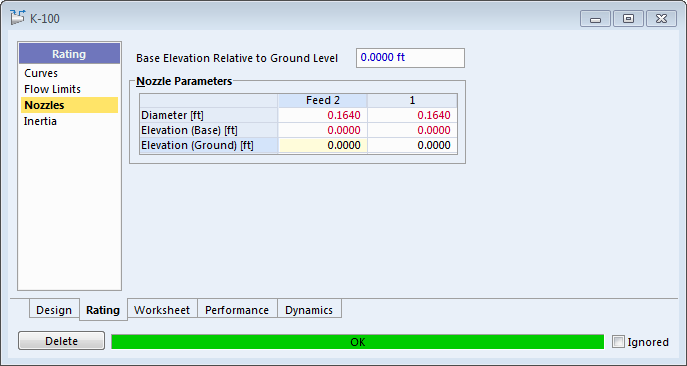 K-100
Rating
Curves
Flow Limits
Nozzles
Inertia
Base Elevation Relative to Ground Level 0.0000 ft
Nozzle Parameters
Feed 2 1
Diameter [ft] 0.1640 0.1640
Elevation (Base) [ft] 0.0000 0.0000
Elevation (Ground) [ft] 0.0000 0.0000
Design Rating Worksheet Performance Dynamics
Delete OK Ignored